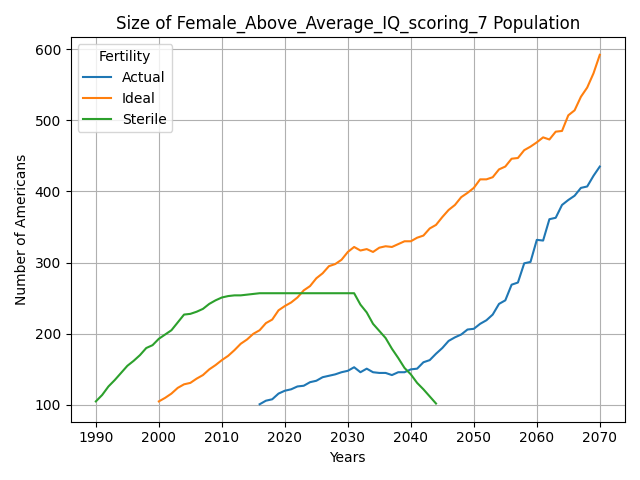 Size of Female_Above_Average_IQ_scoring_7 Population
Fertility
Actual
Ideal
Sterile
Number of Americans
600
500
400
300
200
100
1990 2000 2010 2020 2030 2040 2050 2060 2070
Years